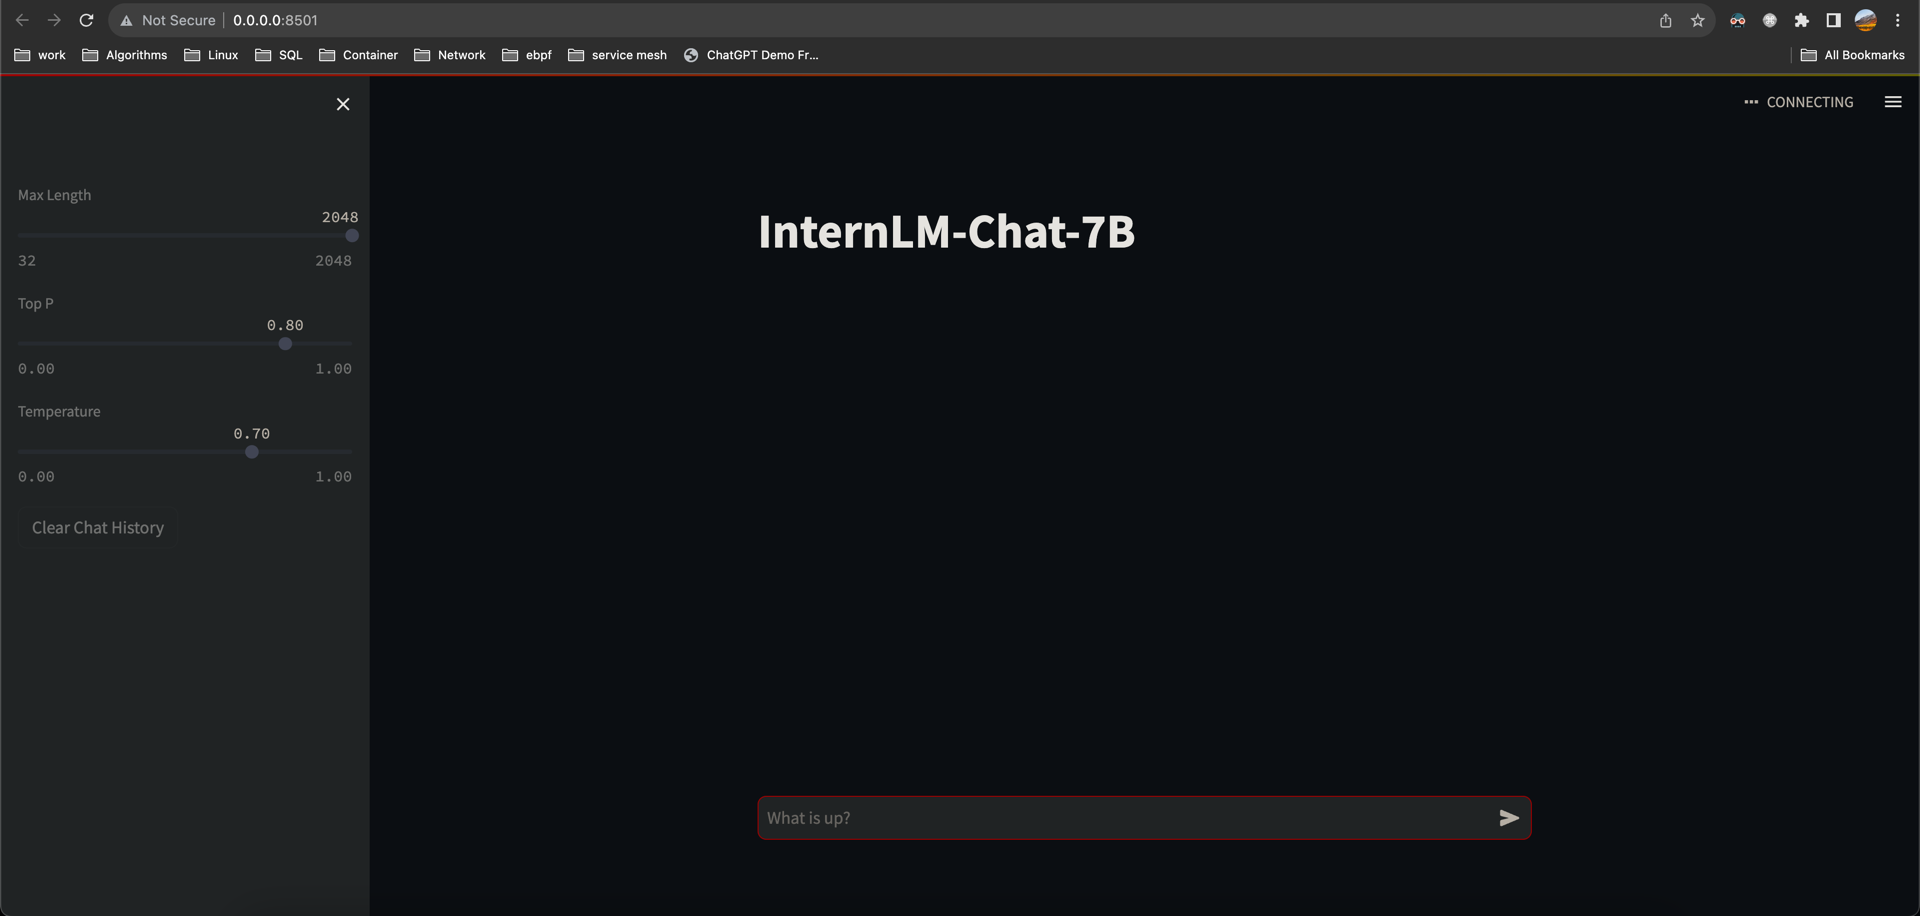 Not Secure 0.0.0.0:8501
work Algorithms Linux SQL Container Network ebpf service mesh ChatGPT Demo Fr... All Bookmarks
CONNECTING
Max Length
2048
32 2048
Top P
0.80
0.00 1.00
Temperature
0.70
0.00 1.00
Clear Chat History
InternLM-Chat-7B
What is up?